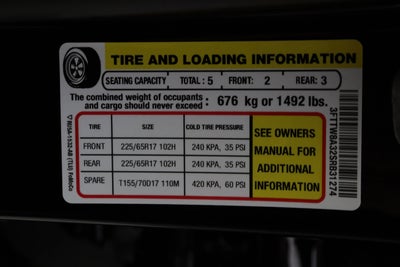 TIRE AND LOADING INFORMATION
SEATING CAPACITY TOTAL : 5 FRONT: 2 REAR: 3
The combined weight of occupants
and cargo should never exceed : 676 kg or 1492 lbs.
TIRE SIZE COLD TIRE PRESSURE
FRONT 225/65R17 102H 240 KPA, 35 PSI
REAR 225/65R17 102H 240 KPA, 35 PSI
SPARE T155/70D17 110M 420 KPA, 60 PSI
SEE OWNERS
MANUAL FOR
ADDITIONAL
INFORMATION
3FTTW8A32SRB31274